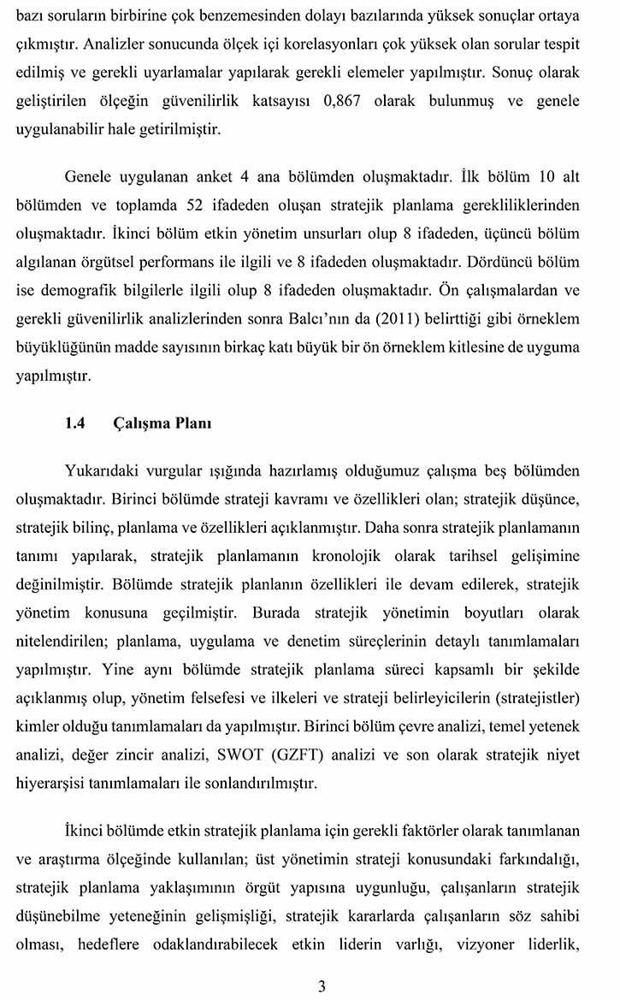 bazı soruların birbirine çok benzemesinden dolayı bazılarında yüksek sonuçlar ortaya
çıkmıştır. Analizler sonucunda ölçek içi korelasyonları çok yüksek olan sorular tespit
edilmiş ve gerekli uyarlamalar yapılarak gerekli elemeler yapılmıştır. Sonuç olarak
geliştirilen ölçeğin güvenilirlik katsayısı 0,867 olarak bulunmuş ve genele
uygulanabilir hale getirilmiştir.
Genele uygulanan anket 4 ana bölümden oluşmaktadır. İlk bölüm 10 alt
bölümden ve toplamda 52 ifadeden oluşan stratejik planlama gerekliliklerinden
oluşmaktadır. İkinci bölüm etkin yönetim unsurları olup 8 ifadeden, üçüncü bölüm
algılanan örgütsel performans ile ilgili ve 8 ifadeden oluşmaktadır. Dördüncü bölüm
ise demografik bilgilerle ilgili olup 8 ifadeden oluşmaktadır. Ön çalışmalardan ve
gerekli güvenilirlik analizlerinden sonra Balcı’nın da (2011) belirttiği gibi örneklem
büyüklüğünün madde sayısının birkaç katı büyük bir ön örneklem kitlesine de uyguma
yapılmıştır.
1.4 Çalışma Planı
Yukarıdaki vurgular ışığında hazırlamış olduğumuz çalışma beş bölümden
oluşmaktadır. Birinci bölümde strateji kavramı ve özellikleri olan; stratejik düşünce,
stratejik bilinç, planlama ve özellikleri açıklanmıştır. Daha sonra stratejik planlamanın
tanımı yapılarak, stratejik planlamanın kronolojik olarak tarihsel gelişimine
değinilmiştir. Bölümde stratejik planlanın özellikleri ile devam edilerek, stratejik
yönetim konusuna geçilmiştir. Burada stratejik yönetimin boyutları olarak
nitelendirilen; planlama, uygulama ve denetim süreçlerinin detaylı tanımlamaları
yapılmıştır. Yine aynı bölümde stratejik planlama süreci kapsamlı bir şekilde
açıklanmış olup, yönetim felsefesi ve ilkeleri ve strateji belirleyicilerin (stratejistler)
kimler olduğu tanımlamaları da yapılmıştır. Birinci bölüm çevre analizi, temel yetenek
analizi, değer zincir analizi, SWOT (GZFT) analizi ve son olarak stratejik niyet
hiyerarşisi tanımlamaları ile sonlandırılmıştır.
İkinci bölümde etkin stratejik planlama için gerekli faktörler olarak tanımlanan
ve araştırma ölçeğinde kullanılan; üst yönetimin strateji konusundaki farkındalığı,
stratejik planlama yaklaşımının örgüt yapısına uygunluğu, çalışanların stratejik
düşünebilme yeteneğinin gelişmişliği, stratejik kararlarda çalışanların söz sahibi
olması, hedeflere odaklandırabilecek etkin liderin varlığı, vizyoner liderlik,
3